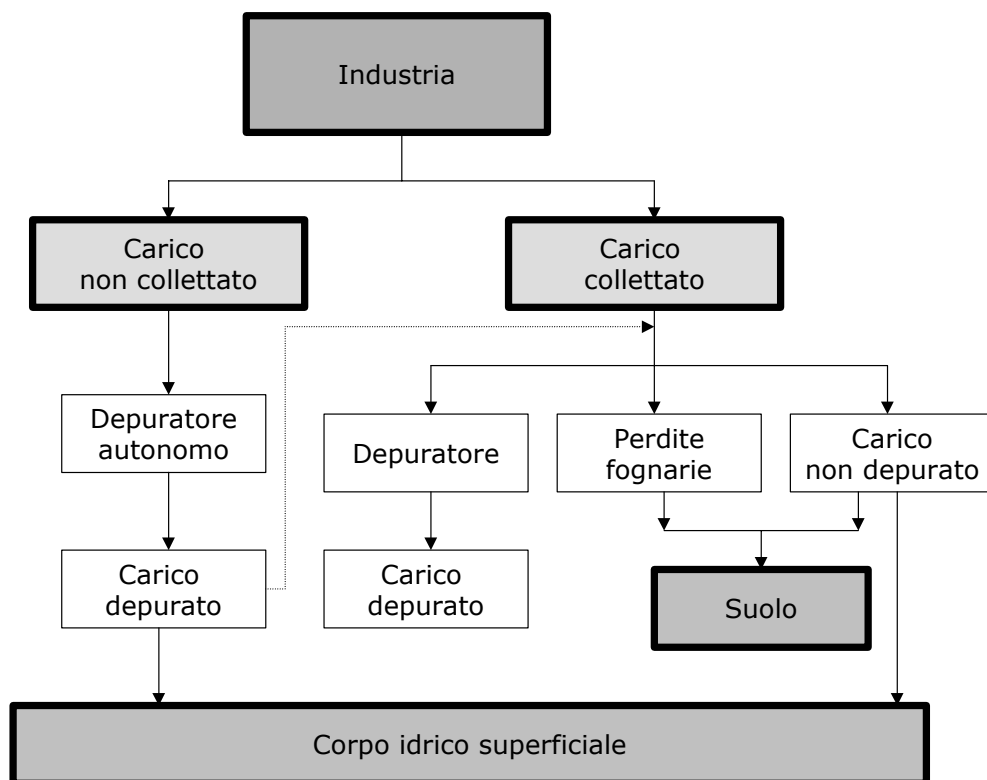 Industria
Carico
non collettato
Carico
collettato
Depuratore
autonomo
Depuratore
Perdite
fognarie
Carico
non depurato
Carico
depurato
Carico
depurato
Suolo
Corpo idrico superficiale